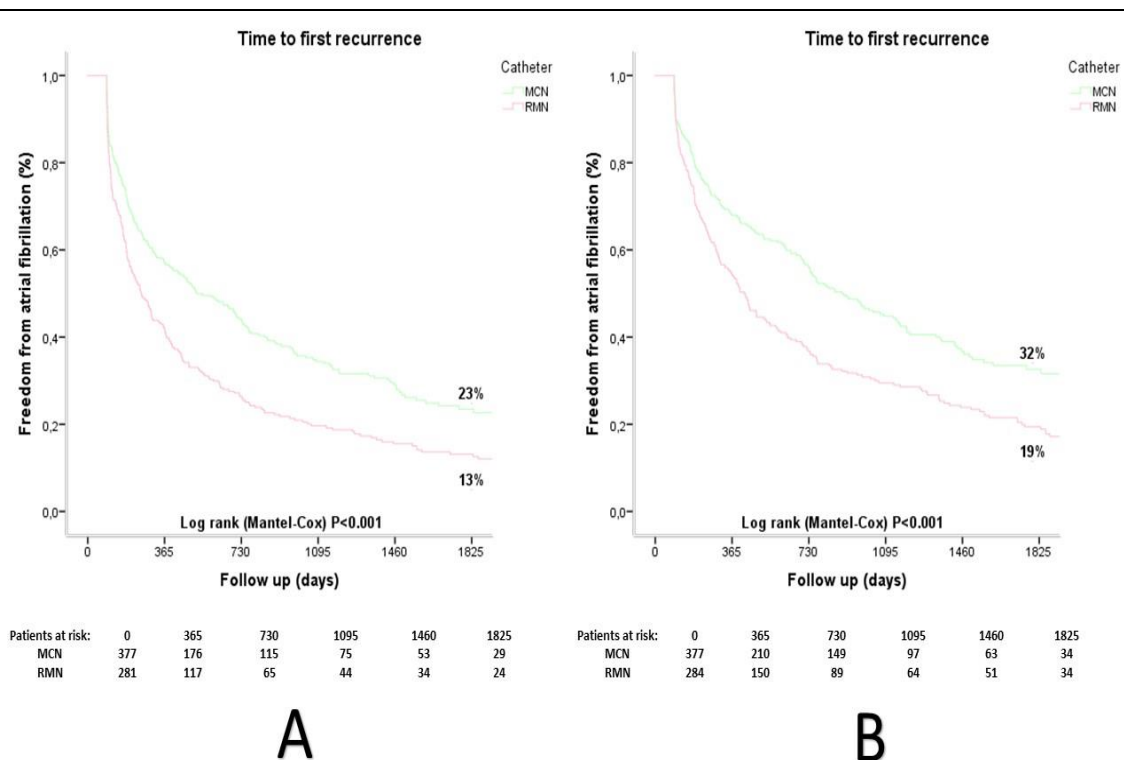 Time to first recurrence
Catheter
MCN
RMN
Freedom from atrial fibrillation (%)
1,0
0,8
0,6
0,4
0,2
0,0
23%
13%
Log rank (Mantel-Cox) P<0.001
0 365 730 1095 1460 1825
Follow up (days)
Patients at risk: 0 365 730 1095 1460 1825
MCN 377 176 115 75 53 29
RMN 281 117 65 44 34 24
A
Time to first recurrence
Catheter
MCN
RMN
Freedom from atrial fibrillation (%)
1,0
0,8
0,6
0,4
0,2
0,0
32%
19%
Log rank (Mantel-Cox) P<0.001
0 365 730 1095 1460 1825
Follow up (days)
Patients at risk: 0 365 730 1095 1460 1825
MCN 377 210 149 97 63 34
RMN 284 150 89 64 51 34
B